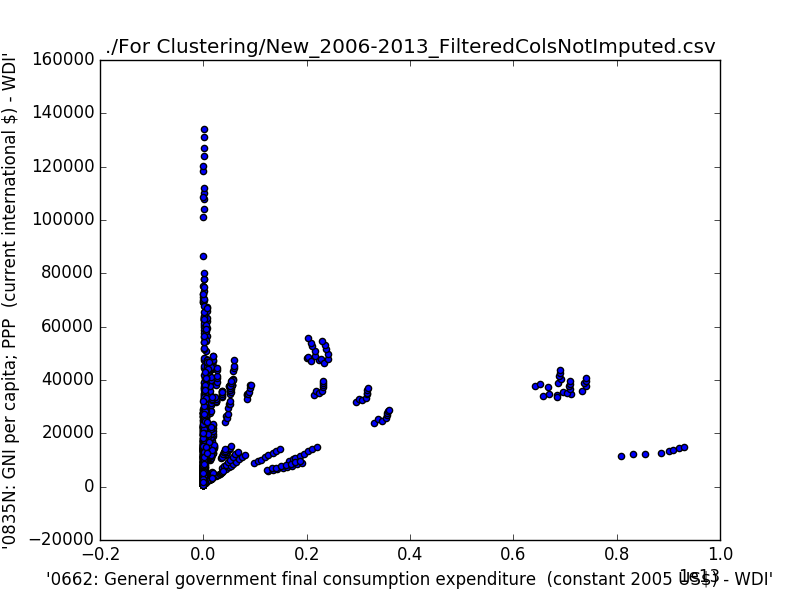 ./For Clustering/New_2006-2013_FilteredColsNotImputed.csv
160000
140000
120000
100000
80000
60000
40000
20000
0
−20000
'0835N: GNI per capita; PPP (current international $) - WDI'
−0.2 0.0 0.2 0.4 0.6 0.8 1.0
1e13
'0662: General government final consumption expenditure (constant 2005 US$) - WDI'